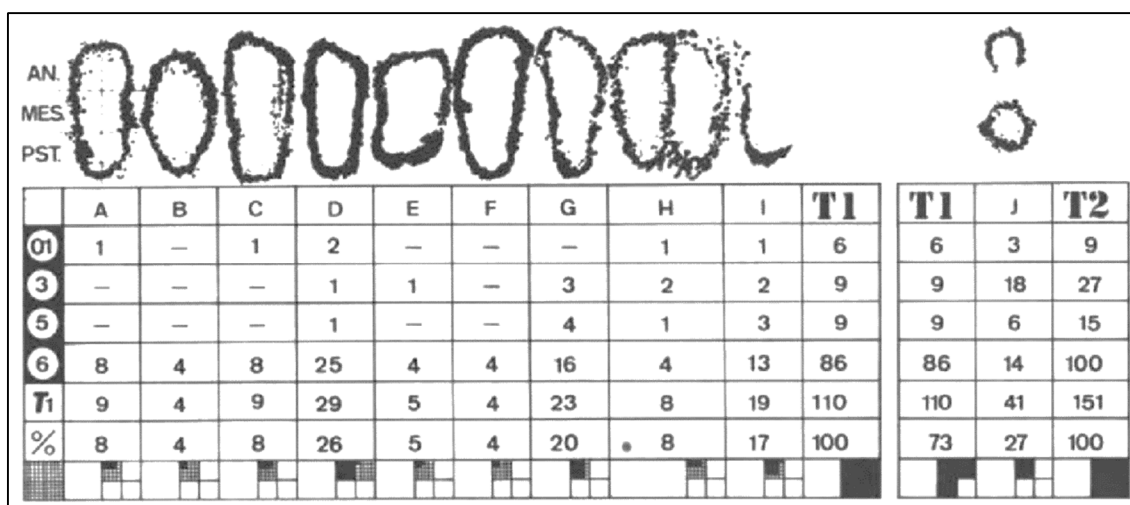 AN.
MES.
PST.
A B C D E F G H I T1 T1 J T2
01 1 — 1 2 — — — 1 1 6 6 3 9
3 — — — 1 1 — 3 2 2 9 9 18 27
5 — — — 1 — — 4 1 3 9 9 6 15
6 8 4 8 25 4 4 16 4 13 86 86 14 100
T1 9 4 9 29 5 4 23 8 19 110 110 41 151
% 8 4 8 26 5 4 20 8 17 100 73 27 100